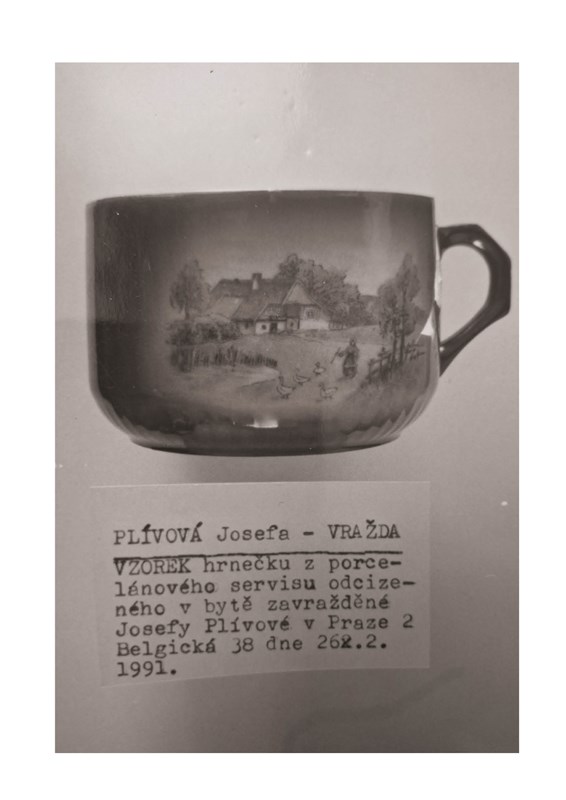 PLÍVOVÁ Josefa - VRAŽDA
VZOREK hrnečku z porce-
lánového servisu odcize-
ného v bytě zavražděné
Josefy Plívové v Praze 2
Belgická 38 dne 26.2.
1991.